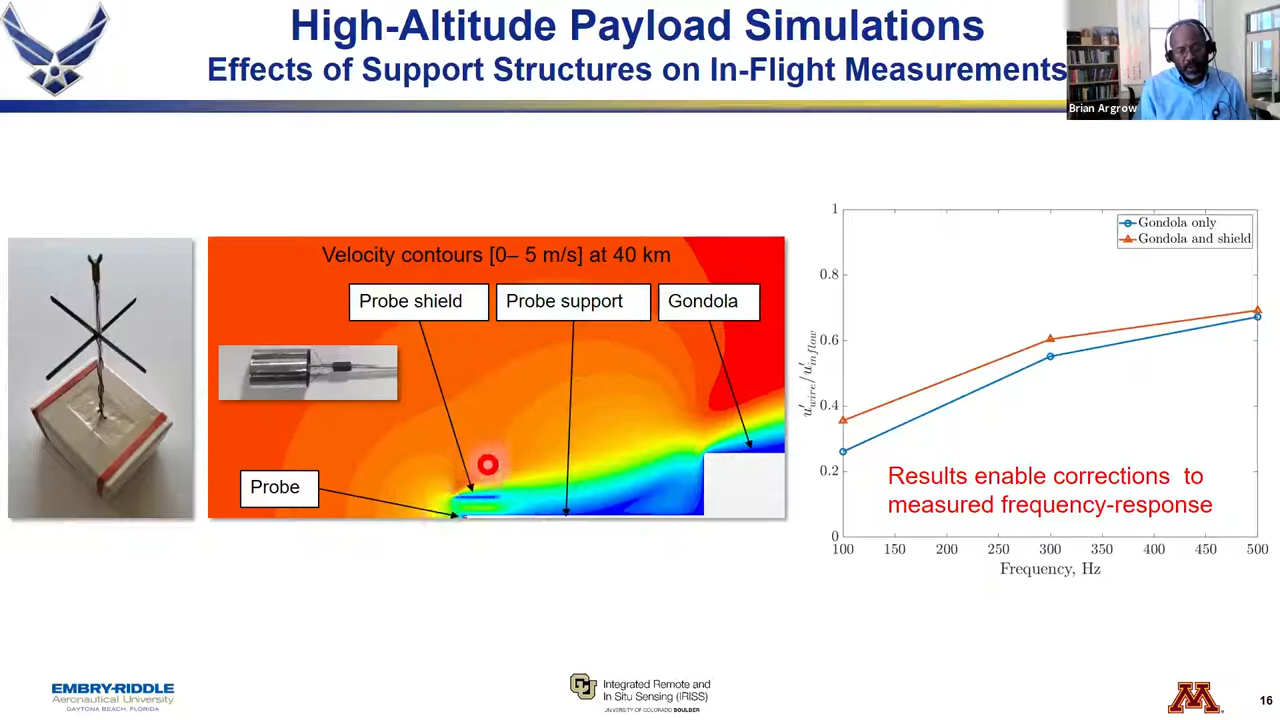 High-Altitude Payload Simulations
Effects of Support Structures on In-Flight Measurements
Brian Argrow
Velocity contours [0– 5 m/s] at 40 km
Probe shield
Probe support
Gondola
Probe
Gondola only
Gondola and shield
1
0.8
0.6
0.4
0.2
0
u'wire/u'inflow
Results enable corrections to
measured frequency-response
100 150 200 250 300 350 400 450 500
Frequency, Hz
EMBRY-RIDDLE
Aeronautical University
DAYTONA BEACH, FLORIDA
CU
Integrated Remote and
In Situ Sensing (IRISS)
UNIVERSITY OF COLORADO BOULDER
M
16